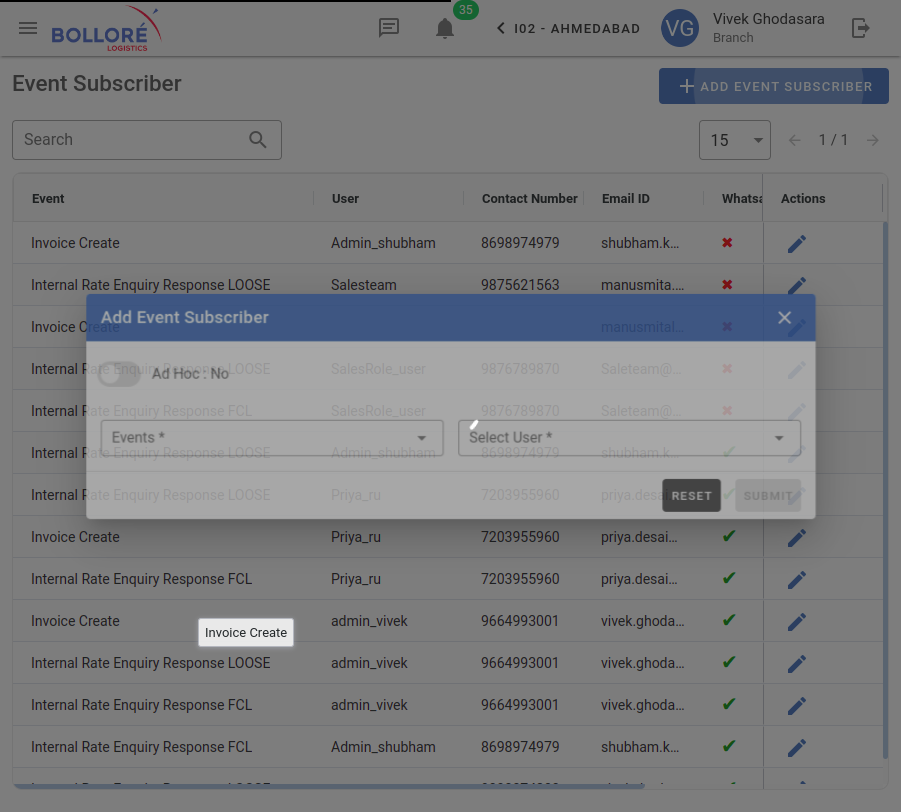 35
BOLLORÉ
LOGISTICS
I02 - AHMEDABAD
VG
Vivek Ghodasara
Branch
Event Subscriber
ADD EVENT SUBSCRIBER
Search
15
1 / 1
Event User Contact Number Email ID Whatsa Actions
Invoice Create Admin_shubham 8698974979 shubham.k...
Internal Rate Enquiry Response LOOSE Salesteam 9875621563 manusmita....
Add Event Subscriber
Invoice Create manusmital...
Internal Rate Enquiry Response LOOSE SalesRole_user 9876789870 Saleteam@...
Ad Hoc : No
Internal Rate Enquiry Response FCL SalesRole_user 9876789870 Saleteam@...
Events * Select User *
Internal Rate Enquiry Response LOOSE Admin_shubham 8698974979 shubham.k...
Internal Rate Enquiry Response LOOSE Priya_ru 7203955960 priya.desai...
RESET SUBMIT
Invoice Create Priya_ru 7203955960 priya.desai...
Internal Rate Enquiry Response FCL Priya_ru 7203955960 priya.desai...
Invoice Create admin_vivek 9664993001 vivek.ghoda...
Invoice Create
Internal Rate Enquiry Response LOOSE admin_vivek 9664993001 vivek.ghoda...
Internal Rate Enquiry Response FCL admin_vivek 9664993001 vivek.ghoda...
Internal Rate Enquiry Response FCL Admin_shubham 8698974979 shubham.k...